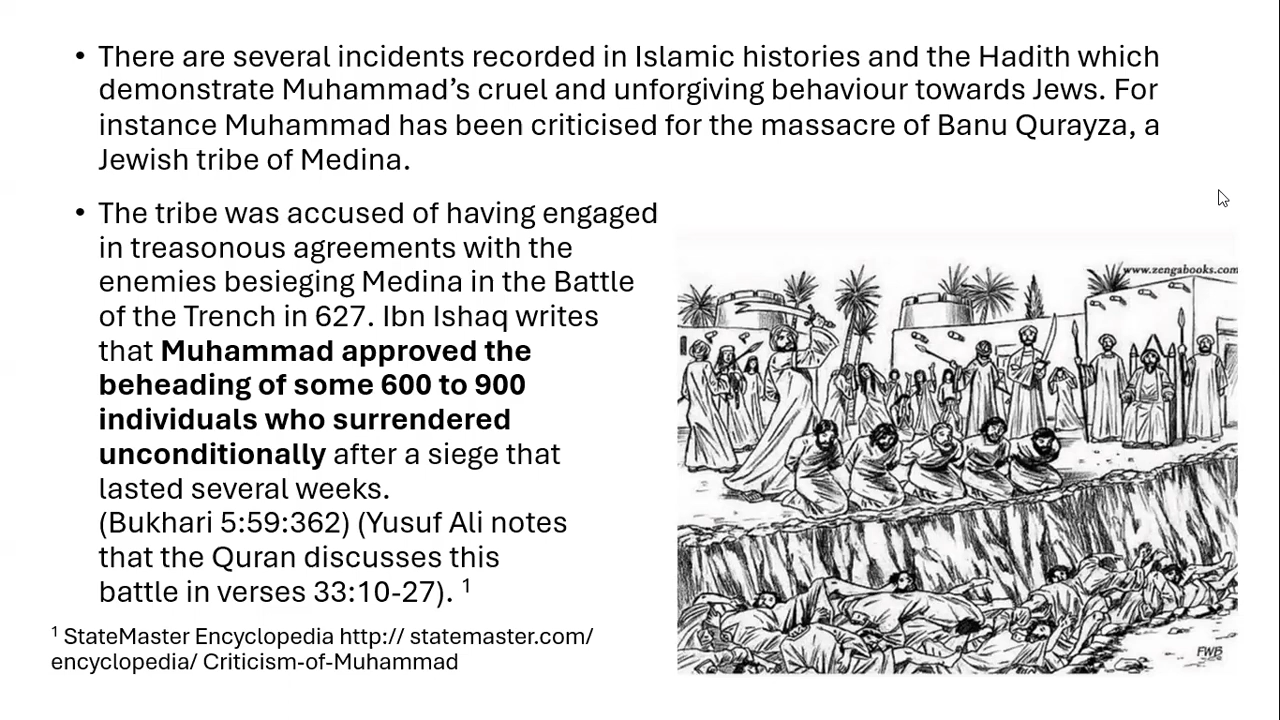 • There are several incidents recorded in Islamic histories and the Hadith which
demonstrate Muhammad’s cruel and unforgiving behaviour towards Jews. For
instance Muhammad has been criticised for the massacre of Banu Qurayza, a
Jewish tribe of Medina.
• The tribe was accused of having engaged
in treasonous agreements with the
enemies besieging Medina in the Battle
of the Trench in 627. Ibn Ishaq writes
that Muhammad approved the
beheading of some 600 to 900
individuals who surrendered
unconditionally after a siege that
lasted several weeks.
(Bukhari 5:59:362) (Yusuf Ali notes
that the Quran discusses this
battle in verses 33:10-27). ¹
www.zengabooks.com
FWB
¹ StateMaster Encyclopedia http:// statemaster.com/
encyclopedia/ Criticism-of-Muhammad